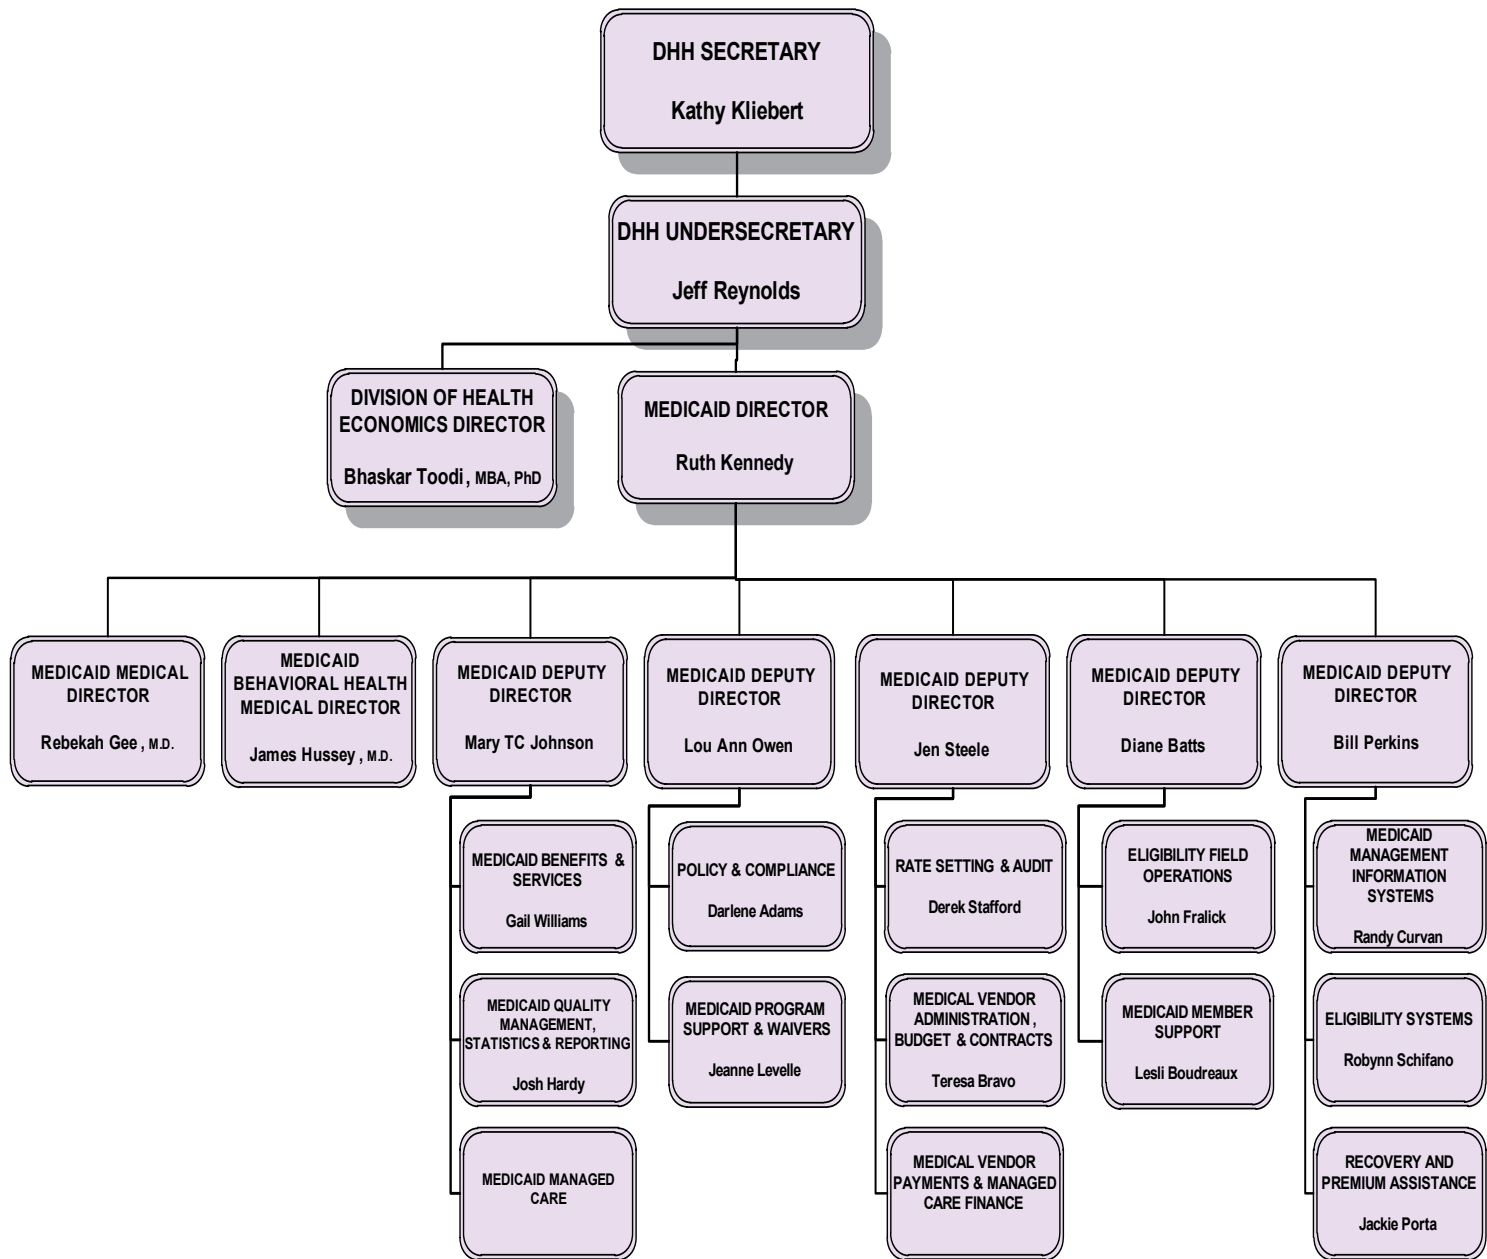 DHH SECRETARY
Kathy Kliebert
DHH UNDERSECRETARY
Jeff Reynolds
DIVISION OF HEALTH
ECONOMICS DIRECTOR
Bhaskar Toodi , MBA, PhD
MEDICAID DIRECTOR
Ruth Kennedy
MEDICAID MEDICAL
DIRECTOR
Rebekah Gee , M.D.
MEDICAID
BEHAVIORAL HEALTH
MEDICAL DIRECTOR
James Hussey , M.D.
MEDICAID DEPUTY
DIRECTOR
Mary TC Johnson
MEDICAID DEPUTY
DIRECTOR
Lou Ann Owen
MEDICAID DEPUTY
DIRECTOR
Jen Steele
MEDICAID DEPUTY
DIRECTOR
Diane Batts
MEDICAID DEPUTY
DIRECTOR
Bill Perkins
MEDICAID BENEFITS &
SERVICES
Gail Williams
POLICY & COMPLIANCE
Darlene Adams
RATE SETTING & AUDIT
Derek Stafford
ELIGIBILITY FIELD
OPERATIONS
John Fralick
MEDICAID
MANAGEMENT
INFORMATION
SYSTEMS
Randy Curvan
MEDICAID QUALITY
MANAGEMENT,
STATISTICS & REPORTING
Josh Hardy
MEDICAID PROGRAM
SUPPORT & WAIVERS
Jeanne Levelle
MEDICAL VENDOR
ADMINISTRATION ,
BUDGET & CONTRACTS
Teresa Bravo
MEDICAID MEMBER
SUPPORT
Lesli Boudreaux
ELIGIBILITY SYSTEMS
Robynn Schifano
MEDICAID MANAGED
CARE
MEDICAL VENDOR
PAYMENTS & MANAGED
CARE FINANCE
RECOVERY AND
PREMIUM ASSISTANCE
Jackie Porta